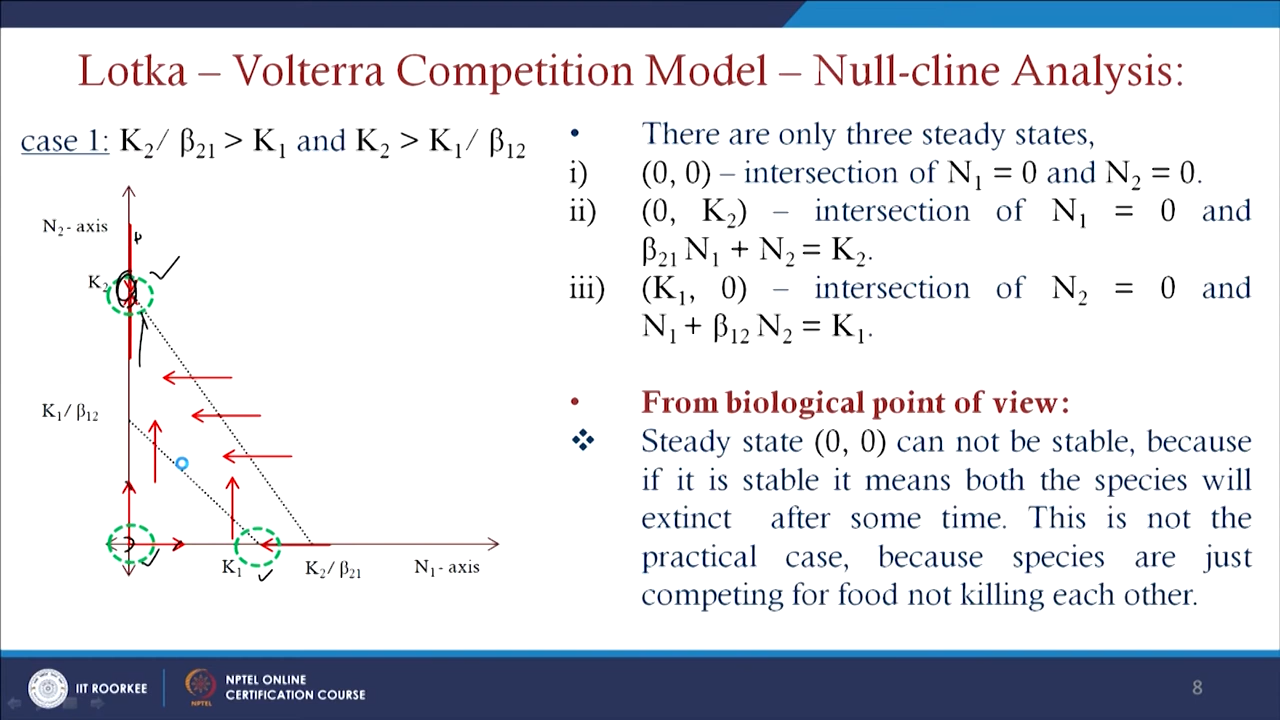 Lotka – Volterra Competition Model – Null-cline Analysis:
case 1: K₂/ β₂₁ > K₁ and K₂ > K₁/ β₁₂
N₂- axis
K₂
K₁/ β₁₂
K₁
K₂/ β₂₁
N₁- axis
• There are only three steady states,
i) (0, 0) – intersection of N₁ = 0 and N₂ = 0.
ii) (0, K₂) – intersection of N₁ = 0 and
β₂₁ N₁ + N₂ = K₂.
iii) (K₁, 0) – intersection of N₂ = 0 and
N₁ + β₁₂ N₂ = K₁.
• From biological point of view:
❖ Steady state (0, 0) can not be stable, because
if it is stable it means both the species will
extinct after some time. This is not the
practical case, because species are just
competing for food not killing each other.
IIT ROORKEE
NPTEL ONLINE
CERTIFICATION COURSE
NPTEL
8